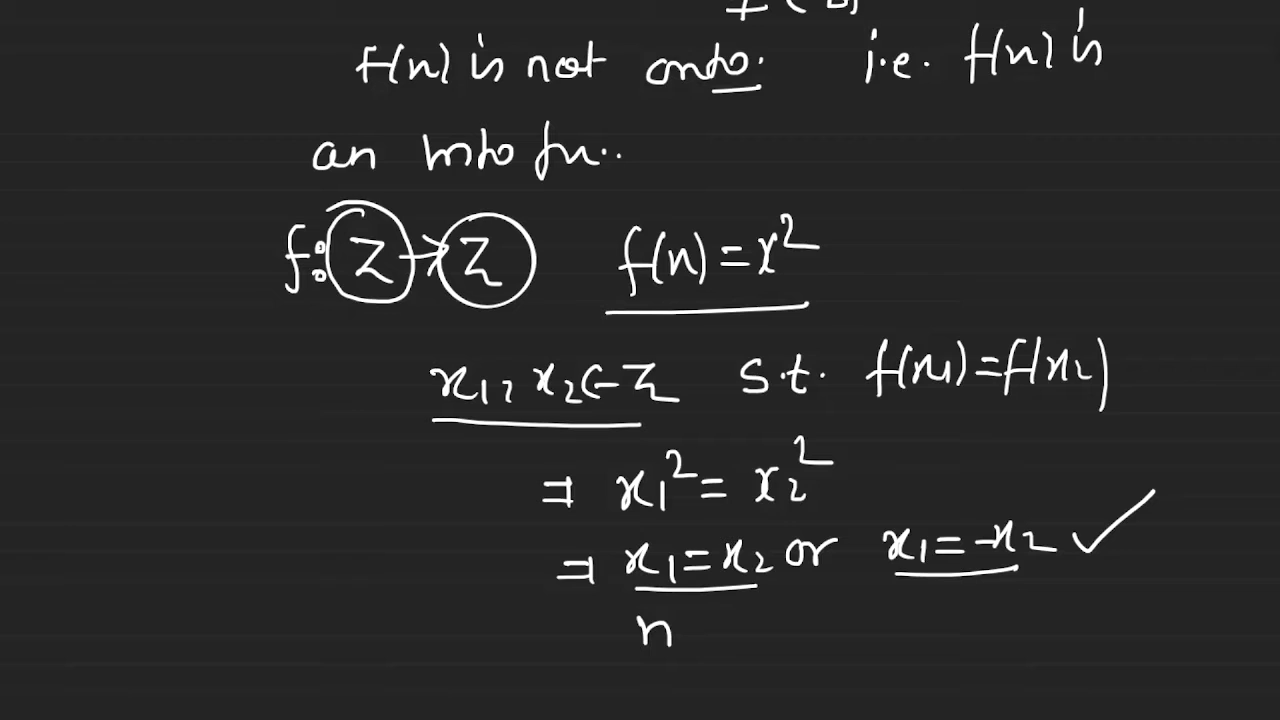 f(x) is not onto. i.e. f(x) is
an into fn..
f: Z → Z f(x) = x²
x₁, x₂ ∈ Z s.t. f(x₁) = f(x₂)
⇒ x₁² = x₂²
⇒ x₁ = x₂ or x₁ = -x₂ ✓
n